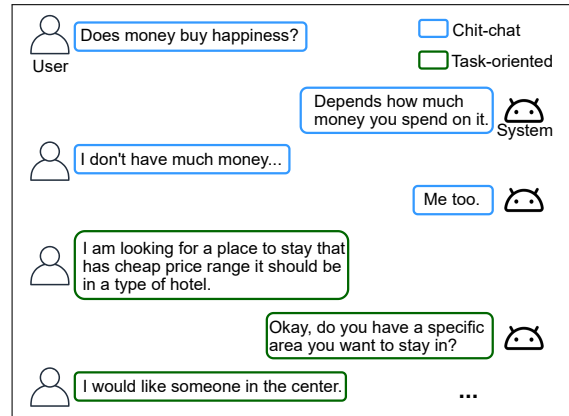 Does money buy happiness?
Chit-chat
User
Task-oriented
Depends how much
money you spend on it.
System
I don't have much money...
Me too.
I am looking for a place to stay that
has cheap price range it should be
in a type of hotel.
Okay, do you have a specific
area you want to stay in?
I would like someone in the center.
...